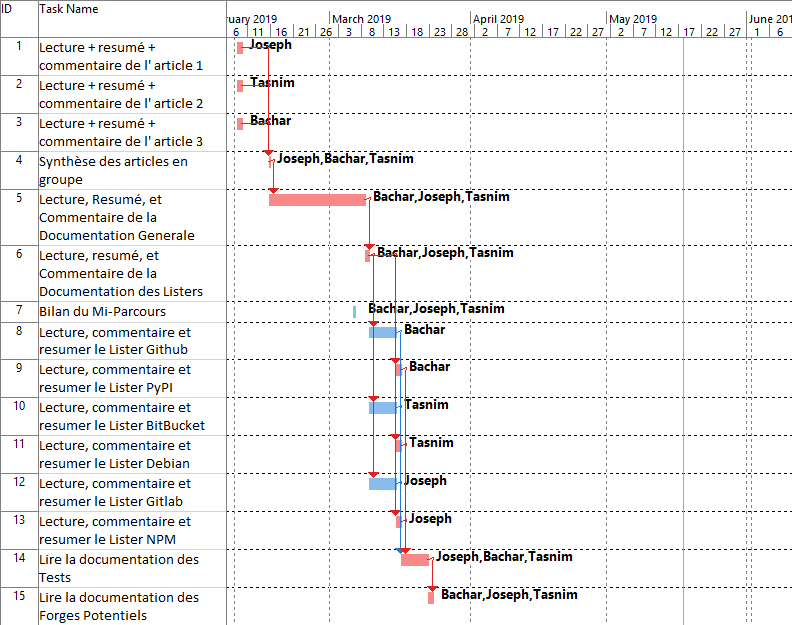 ID Task Name
ruary 2019 March 2019 April 2019 May 2019 June 201
6 11 16 21 26 3 8 13 18 23 28 2 7 12 17 22 27 2 7 12 17 22 27 1 6
1 Lecture + resumé + Joseph
commentaire de l' article 1
2 Lecture + resumé + Tasnim
commentaire de l' article 2
3 Lecture + resumé + Bachar
commentaire de l' article 3
4 Synthèse des articles en Joseph,Bachar,Tasnim
groupe
5 Lecture, Resumé, et Bachar,Joseph,Tasnim
Commentaire de la
Documentation Generale
6 Lecture, resumé, et Bachar,Joseph,Tasnim
Commentaire de la
Documentation des Listers
7 Bilan du Mi-Parcours Bachar,Joseph,Tasnim
8 Lecture, commentaire et Bachar
resumer le Lister Github
9 Lecture, commentaire et Bachar
resumer le Lister PyPI
10 Lecture, commentaire et Tasnim
resumer le Lister BitBucket
11 Lecture, commentaire et Tasnim
resumer le Lister Debian
12 Lecture, commentaire et Joseph
resumer le Lister Gitlab
13 Lecture, commentaire et Joseph
resumer le Lister NPM
14 Lire la documentation des Joseph,Bachar,Tasnim
Tests
15 Lire la documentation des Bachar,Joseph,Tasnim
Forges Potentiels